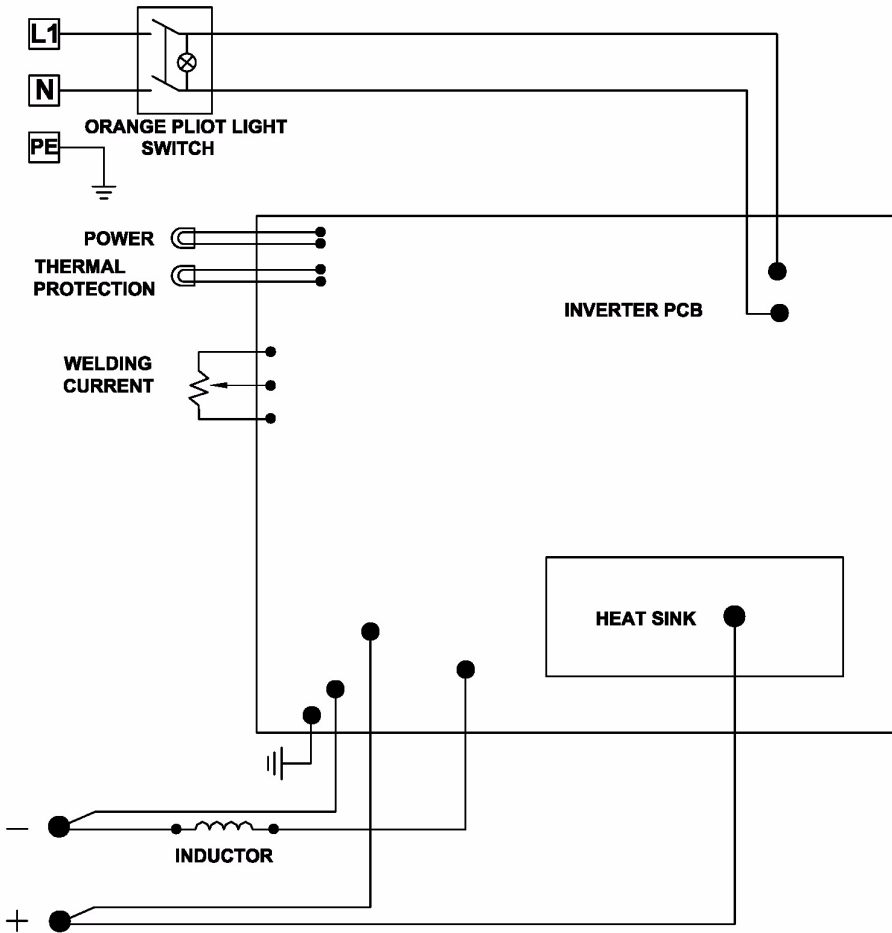 L1
N
ORANGE PLIOT LIGHT
SWITCH
PE
POWER
THERMAL
PROTECTION
INVERTER PCB
WELDING
CURRENT
HEAT SINK
−
INDUCTOR
+